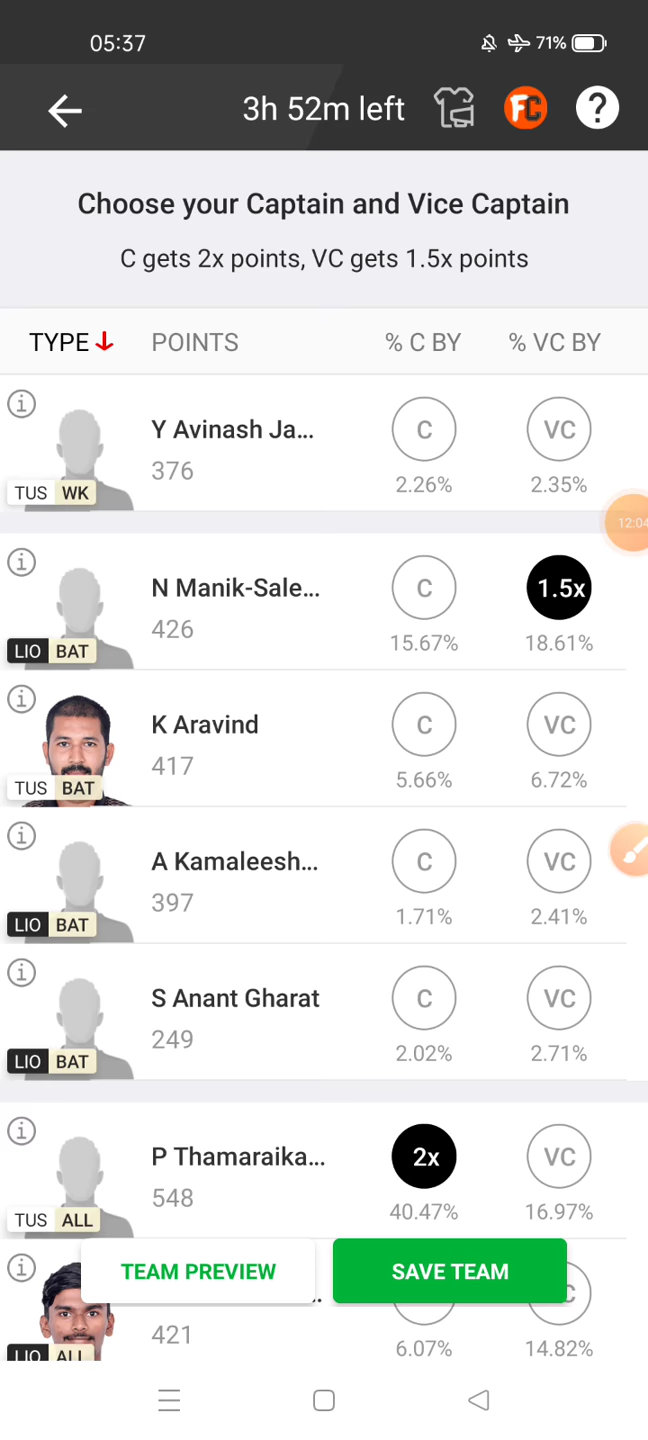 05:37
71%
3h 52m left
FC
?
Choose your Captain and Vice Captain
C gets 2x points, VC gets 1.5x points
TYPE POINTS % C BY % VC BY
Y Avinash Ja...
C
VC
376
2.26%
2.35%
TUS WK
12:04
N Manik-Sale...
C
1.5x
426
15.67%
18.61%
LIO BAT
K Aravind
C
VC
417
5.66%
6.72%
TUS BAT
A Kamaleesh...
C
VC
397
1.71%
2.41%
LIO BAT
S Anant Gharat
C
VC
249
2.02%
2.71%
LIO BAT
P Thamaraika...
2x
VC
548
40.47%
16.97%
TUS ALL
TEAM PREVIEW
SAVE TEAM
421
6.07%
14.82%
LIO ALL